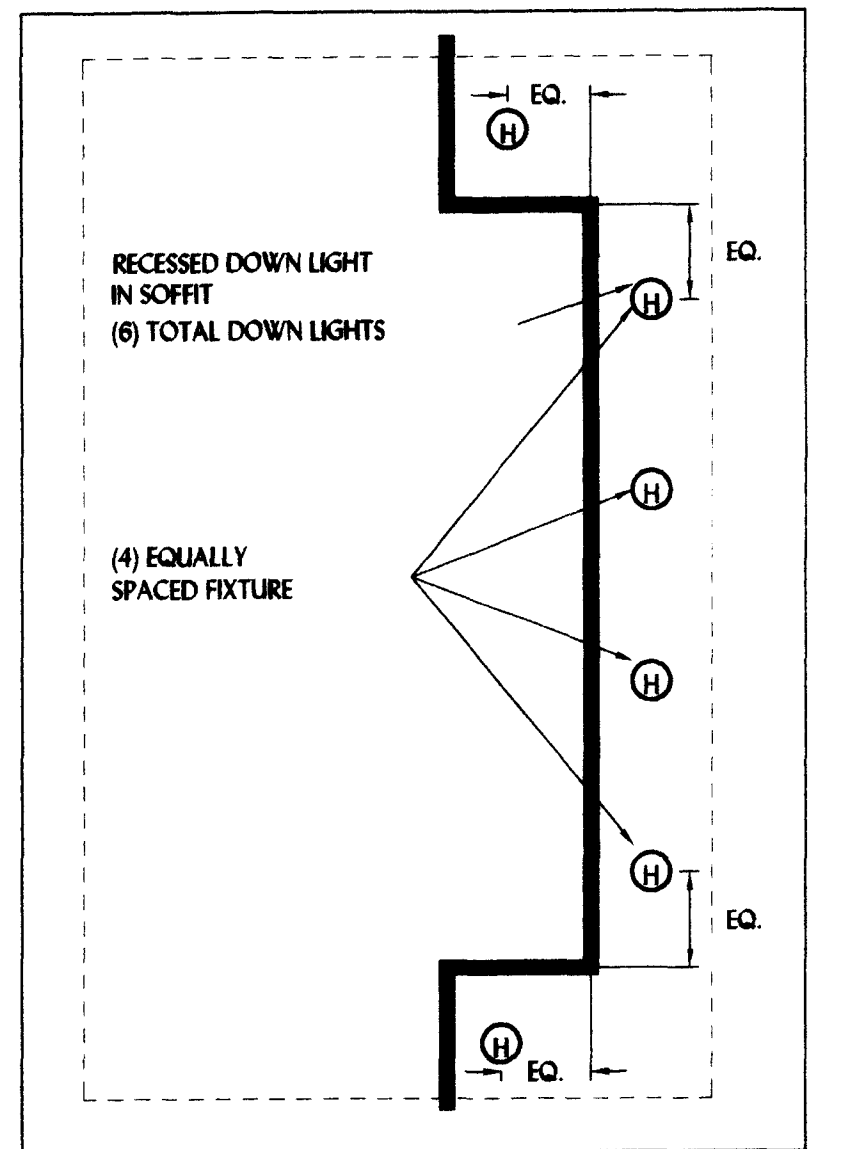 EQ.
H
RECESSED DOWN LIGHT
IN SOFFIT
(6) TOTAL DOWN LIGHTS
EQ.
H
H
(4) EQUALLY
SPACED FIXTURE
H
H
EQ.
H
EQ.